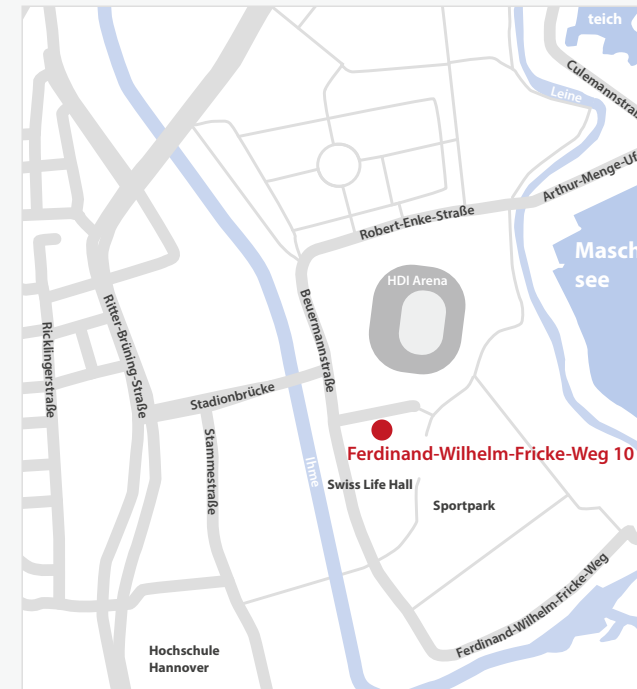 teich
Culemannstraß
Leine
Arthur-Menge-Uf
Robert-Enke-Straße
Masch
see
HDI Arena
Beuermannstraße
Ritter-Brüning-Straße
Ricklingerstraße
Stadionbrücke
Stammestraße
Ihme
Ferdinand-Wilhelm-Fricke-Weg 10
Swiss Life Hall
Sportpark
Ferdinand-Wilhelm-Fricke-Weg
Hochschule
Hannover